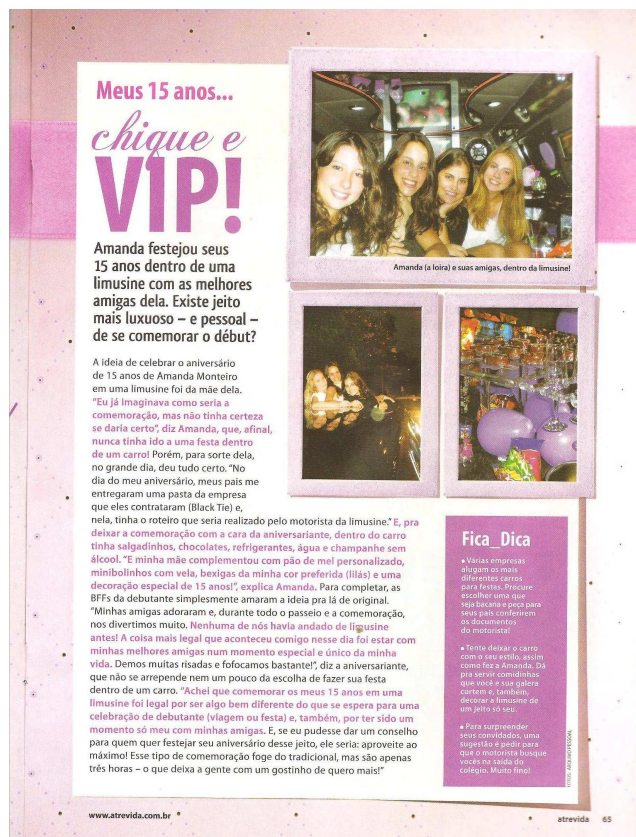 Meus 15 anos...
chique e
VIP!
Amanda festejou seus
15 anos dentro de uma
limusine com as melhores
amigas dela. Existe jeito
mais luxuoso – e pessoal –
de se comemorar o début?
A ideia de celebrar o aniversário
de 15 anos de Amanda Monteiro
em uma limusine foi da mãe dela.
"Eu já imaginava como seria a
comemoração, mas não tinha certeza
se daria certo", diz Amanda, que, afinal,
nunca tinha ido a uma festa dentro
de um carro! Porém, para sorte dela,
no grande dia, deu tudo certo. "No
dia do meu aniversário, meus pais me
entregaram uma pasta da empresa
que eles contrataram (Black Tie) e,
nela, tinha o roteiro que seria realizado pelo motorista da limusine." E, pra
deixar a comemoração com a cara da aniversariante, dentro do carro
tinha salgadinhos, chocolates, refrigerantes, água e champanhe sem
álcool. "E minha mãe complementou com pão de mel personalizado,
minibolinhos com vela, bexigas da minha cor preferida (lilás) e uma
decoração especial de 15 anos!", explica Amanda. Para completar, as
BFFs da debutante simplesmente amaram a ideia pra lá de original.
"Minhas amigas adoraram e, durante todo o passeio e a comemoração,
nos divertimos muito. Nenhuma de nós havia andado de limusine
antes! A coisa mais legal que aconteceu comigo nesse dia foi estar com
minhas melhores amigas num momento especial e único da minha
vida. Demos muitas risadas e fofocamos bastante!", diz a aniversariante,
que não se arrepende nem um pouco da escolha de fazer sua festa
dentro de um carro. "Achei que comemorar os meus 15 anos em uma
limusine foi legal por ser algo bem diferente do que se espera para uma
celebração de debutante (viagem ou festa) e, também, por ter sido um
momento só meu com minhas amigas. E, se eu pudesse dar um conselho
para quem quer festejar seu aniversário desse jeito, ele seria: aproveite ao
máximo! Esse tipo de comemoração foge do tradicional, mas são apenas
três horas – o que deixa a gente com um gostinho de quero mais!"
Amanda (a loira) e suas amigas, dentro da limusine!
Fica_Dica
• Várias empresas
alugam os mais
diferentes carros
para festas. Procure
escolher uma que
seja bacana e peça para
seus pais conferirem
os documentos
do motorista!
• Tente deixar o carro
com o seu estilo, assim
como fez a Amanda. Dá
pra servir comidinhas
que você e sua galera
curtem e, também,
decorar a limusine de
um jeito só seu.
• Para surpreender
seus convidados, uma
sugestão é pedir para
que o motorista busque
vocês na saída do
colégio. Muito fino!
FOTOS: ARQUIVO PESSOAL
www.atrevida.com.br
atrevida 65